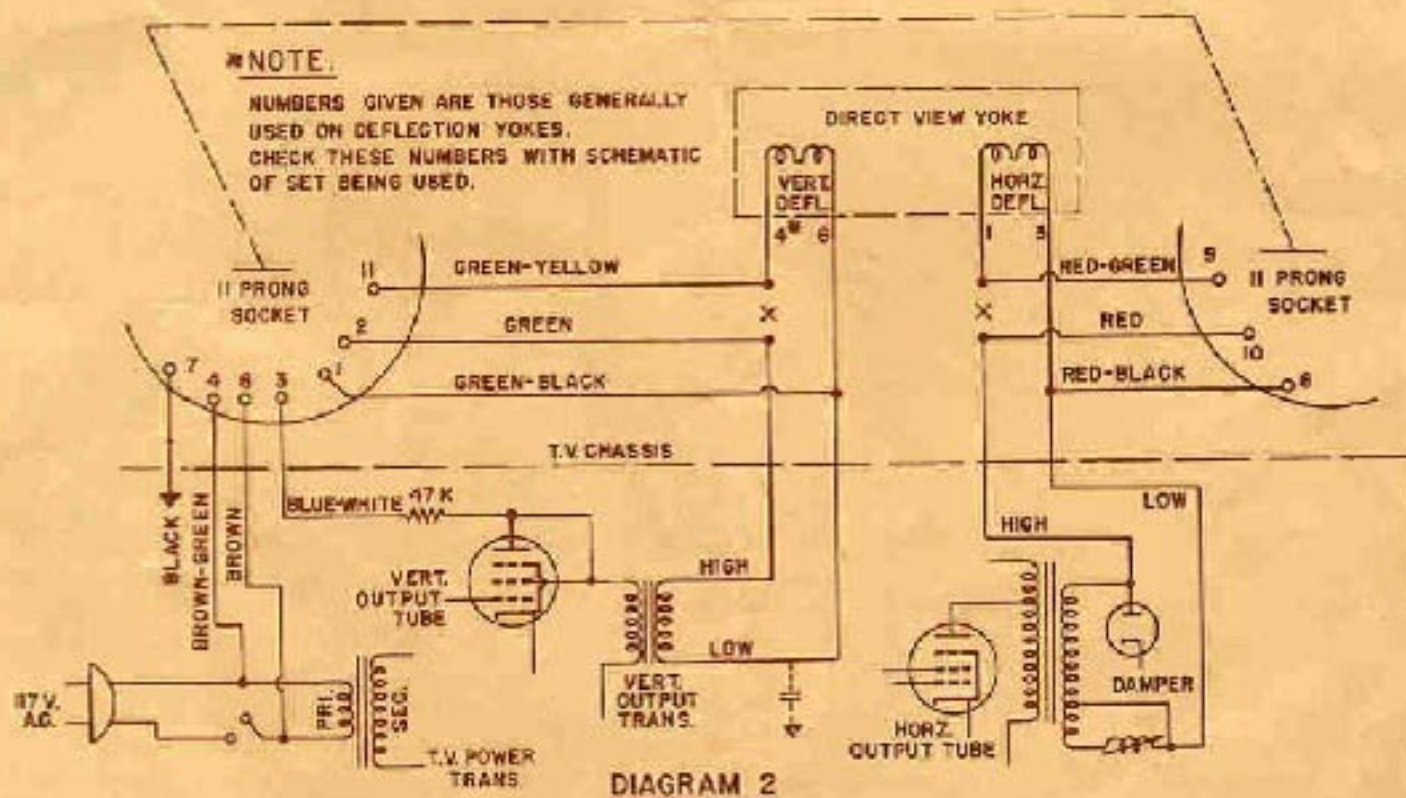 *NOTE.
NUMBERS GIVEN ARE THOSE GENERALLY
USED ON DEFLECTION YOKES.
CHECK THESE NUMBERS WITH SCHEMATIC
OF SET BEING USED.
DIRECT VIEW YOKE
VERT.
DEFL.
HORZ.
DEFL.
4* 6
1 3
11 PRONG
SOCKET
11
GREEN-YELLOW
X
2
GREEN
1
GREEN-BLACK
7
4 6 3
RED-GREEN
9
X
RED
10
RED-BLACK
8
11 PRONG
SOCKET
T.V. CHASSIS
BLACK
BROWN-GREEN
BROWN
BLUE-WHITE 47K
VERT.
OUTPUT
TUBE
HIGH
LOW
VERT.
OUTPUT
TRANS.
HIGH
LOW
DAMPER
HORZ.
OUTPUT TUBE
117 V.
A.C.
PRI.
SEC.
T.V. POWER
TRANS.
DIAGRAM 2